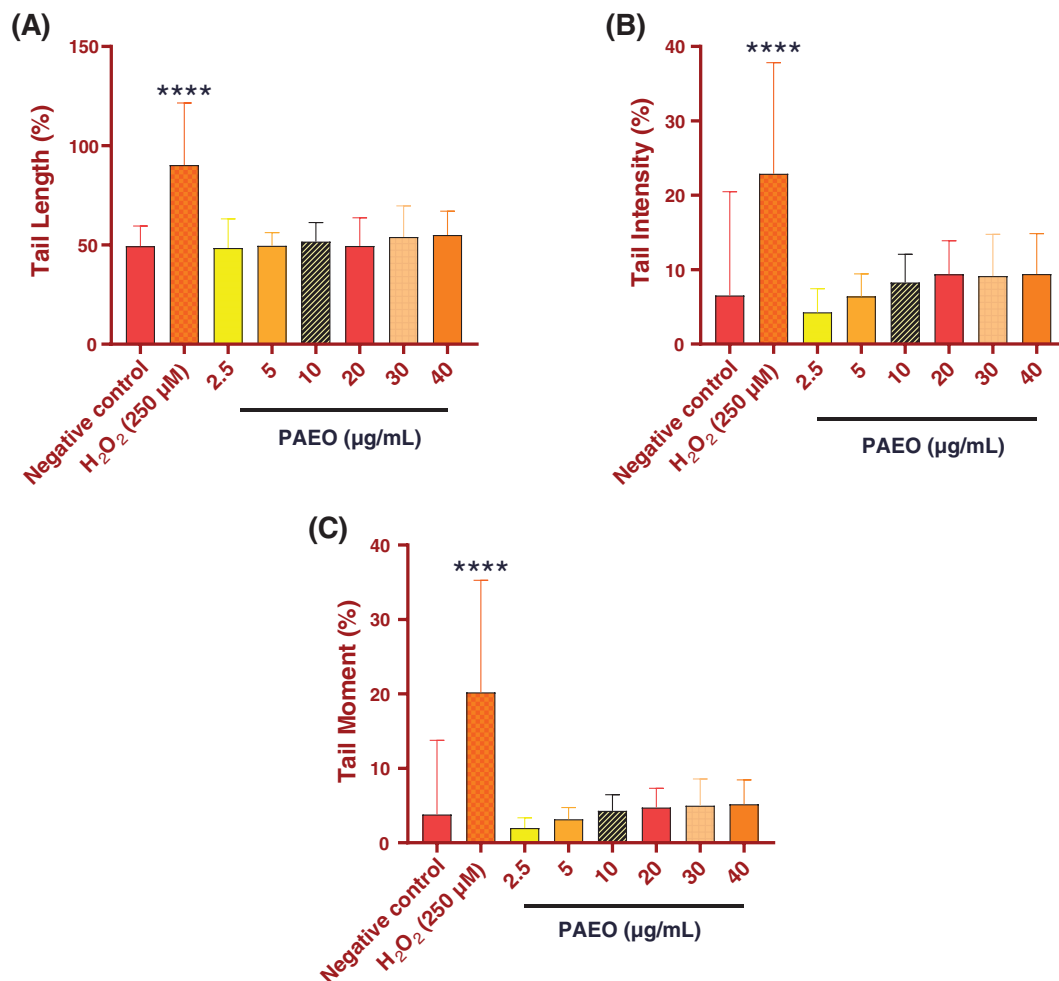 (A)
Tail Length (%)
150
100
50
0
****
Negative control
H₂O₂ (250 µM)
2.5
5
10
20
30
40
PAEO (µg/mL)
(B)
Tail Intensity (%)
40
30
20
10
0
****
Negative control
H₂O₂ (250 µM)
2.5
5
10
20
30
40
PAEO (µg/mL)
(C)
Tail Moment (%)
40
30
20
10
0
****
Negative control
H₂O₂ (250 µM)
2.5
5
10
20
30
40
PAEO (µg/mL)